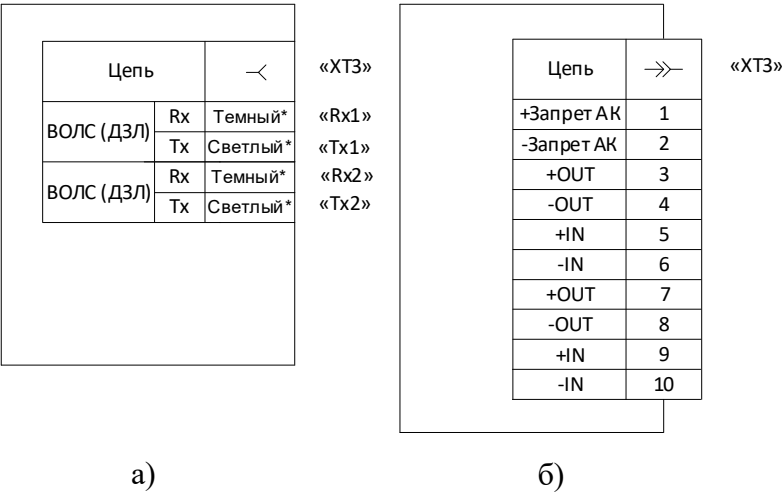 Цепь «ХТ3»
ВОЛС (ДЗЛ) Rx Темный* «Rx1»
Tx Светлый* «Tx1»
ВОЛС (ДЗЛ) Rx Темный* «Rx2»
Tx Светлый* «Tx2»
а)
Цепь «ХТ3»
+Запрет АК 1
-Запрет АК 2
+OUT 3
-OUT 4
+IN 5
-IN 6
+OUT 7
-OUT 8
+IN 9
-IN 10
б)